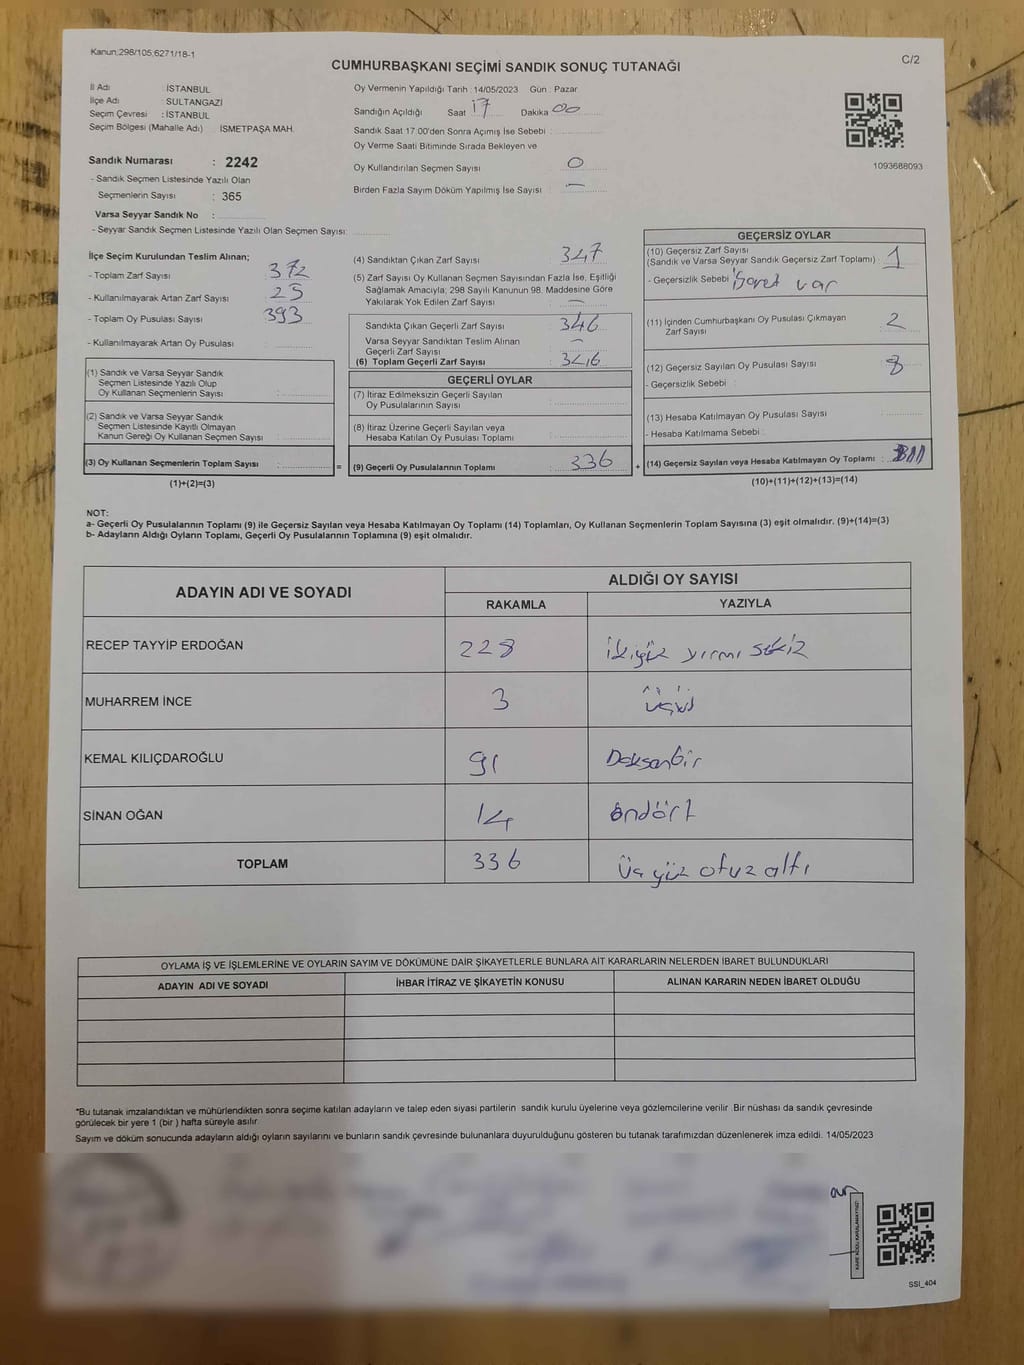 Kanun;298/105;6271/18-1
C/2
CUMHURBAŞKANI SEÇİMİ SANDIK SONUÇ TUTANAĞI
İl Adı : İSTANBUL
İlçe Adı : SULTANGAZİ
Seçim Çevresi : İSTANBUL
Seçim Bölgesi (Mahalle Adı) İSMETPAŞA MAH.
Sandık Numarası : 2242
- Sandık Seçmen Listesinde Yazılı Olan
Seçmenlerin Sayısı : 365
Varsa Seyyar Sandık No :
- Seyyar Sandık Seçmen Listesinde Yazılı Olan Seçmen Sayısı:
Oy Vermenin Yapıldığı Tarih : 14/05/2023 Gün : Pazar
Sandığın Açıldığı Saat 17 Dakika 00
Sandık Saat 17:00'den Sonra Açımış İse Sebebi :
Oy Verme Saati Bitiminde Sırada Bekleyen ve
Oy Kullandırılan Seçmen Sayısı : 0
Birden Fazla Sayım Döküm Yapılmış İse Sayısı : —
1093688093
İlçe Seçim Kurulundan Teslim Alınan;
- Toplam Zarf Sayısı : 372
- Kullanılmayarak Artan Zarf Sayısı : 25
- Toplam Oy Pusulası Sayısı : 393
- Kullanılmayarak Artan Oy Pusulası :
(1) Sandık ve Varsa Seyyar Sandık
Seçmen Listesinde Yazılı Olup
Oy Kullanan Seçmenlerin Sayısı :
(2) Sandık ve Varsa Seyyar Sandık
Seçmen Listesinde Kayıtlı Olmayan
Kanun Gereği Oy Kullanan Seçmen Sayısı :
(3) Oy Kullanan Seçmenlerin Toplam Sayısı :
(1)+(2)=(3)
=
(4) Sandıktan Çıkan Zarf Sayısı : 347
(5) Zarf Sayısı Oy Kullanan Seçmen Sayısından Fazla İse, Eşitliği
Sağlamak Amacıyla; 298 Sayılı Kanunun 98. Maddesine Göre
Yakılarak Yok Edilen Zarf Sayısı : —
Sandıkta Çıkan Geçerli Zarf Sayısı : 346
Varsa Seyyar Sandıktan Teslim Alınan
Geçerli Zarf Sayısı : —
(6) Toplam Geçerli Zarf Sayısı : 346
GEÇERLİ OYLAR
(7) İtiraz Edilmeksizin Geçerli Sayılan
Oy Pusulalarının Sayısı :
(8) İtiraz Üzerine Geçerli Sayılan veya
Hesaba Katılan Oy Pusulası Toplamı :
(9) Geçerli Oy Pusulalarının Toplamı : 336
+
GEÇERSİZ OYLAR
(10) Geçersiz Zarf Sayısı
(Sandık ve Varsa Seyyar Sandık Geçersiz Zarf Toplamı) : 1
- Geçersizlik Sebebi : İşaret var
(11) İçinden Cumhurbaşkanı Oy Pusulası Çıkmayan
Zarf Sayısı : 2
(12) Geçersiz Sayılan Oy Pusulası Sayısı : 8
- Geçersizlik Sebebi :
(13) Hesaba Katılmayan Oy Pusulası Sayısı :
- Hesaba Katılmama Sebebi :
(14) Geçersiz Sayılan veya Hesaba Katılmayan Oy Toplamı :
(10)+(11)+(12)+(13)=(14)
NOT:
a- Geçerli Oy Pusulalarının Toplamı (9) ile Geçersiz Sayılan veya Hesaba Katılmayan Oy Toplamı (14) Toplamları, Oy Kullanan Seçmenlerin Toplam Sayısına (3) eşit olmalıdır. (9)+(14)=(3)
b- Adayların Aldığı Oyların Toplamı, Geçerli Oy Pusulalarının Toplamına (9) eşit olmalıdır.
ADAYIN ADI VE SOYADI
ALDIĞI OY SAYISI
RAKAMLA YAZIYLA
RECEP TAYYİP ERDOĞAN 228 ikiyüz yirmi sekiz
MUHARREM İNCE 3 üç
KEMAL KILIÇDAROĞLU 91 Doksanbir
SİNAN OĞAN 14 öndört
TOPLAM 336 Üç yüz otuz altı
OYLAMA İŞ VE İŞLEMLERİNE VE OYLARIN SAYIM VE DÖKÜMÜNE DAİR ŞİKAYETLERLE BUNLARA AİT KARARLARIN NELERDEN İBARET BULUNDUKLARI
ADAYIN ADI VE SOYADI İHBAR İTİRAZ VE ŞİKAYETİN KONUSU ALINAN KARARIN NEDEN İBARET OLDUĞU
*Bu tutanak imzalandıktan ve mühürlendikten sonra seçime katılan adayların ve talep eden siyasi partilerin sandık kurulu üyelerine veya gözlemcilerine verilir .Bir nüshası da sandık çevresinde
görülecek bir yere 1 (bir ) hafta süreyle asılır.
Sayım ve döküm sonucunda adayların aldığı oyların sayılarını ve bunların sandık çevresinde bulunanlara duyurulduğunu gösteren bu tutanak tarafımızdan düzenlenerek imza edildi. 14/05/2023
SSİ_404